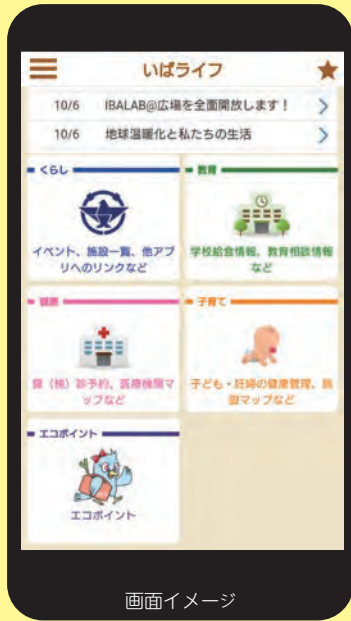 いばライフ
10/6 IBALAB@広場を全面開放します！
10/6 地球温暖化と私たちの生活
くらし
イベント、施設一覧、他アプ
リへのリンクなど
教育
学校給食情報、教育相談情報
など
健康
健（検）診予約、医療機関マ
ップなど
子育て
子ども・妊婦の健康管理、施
設マップなど
エコポイント
エコポイント
画面イメージ